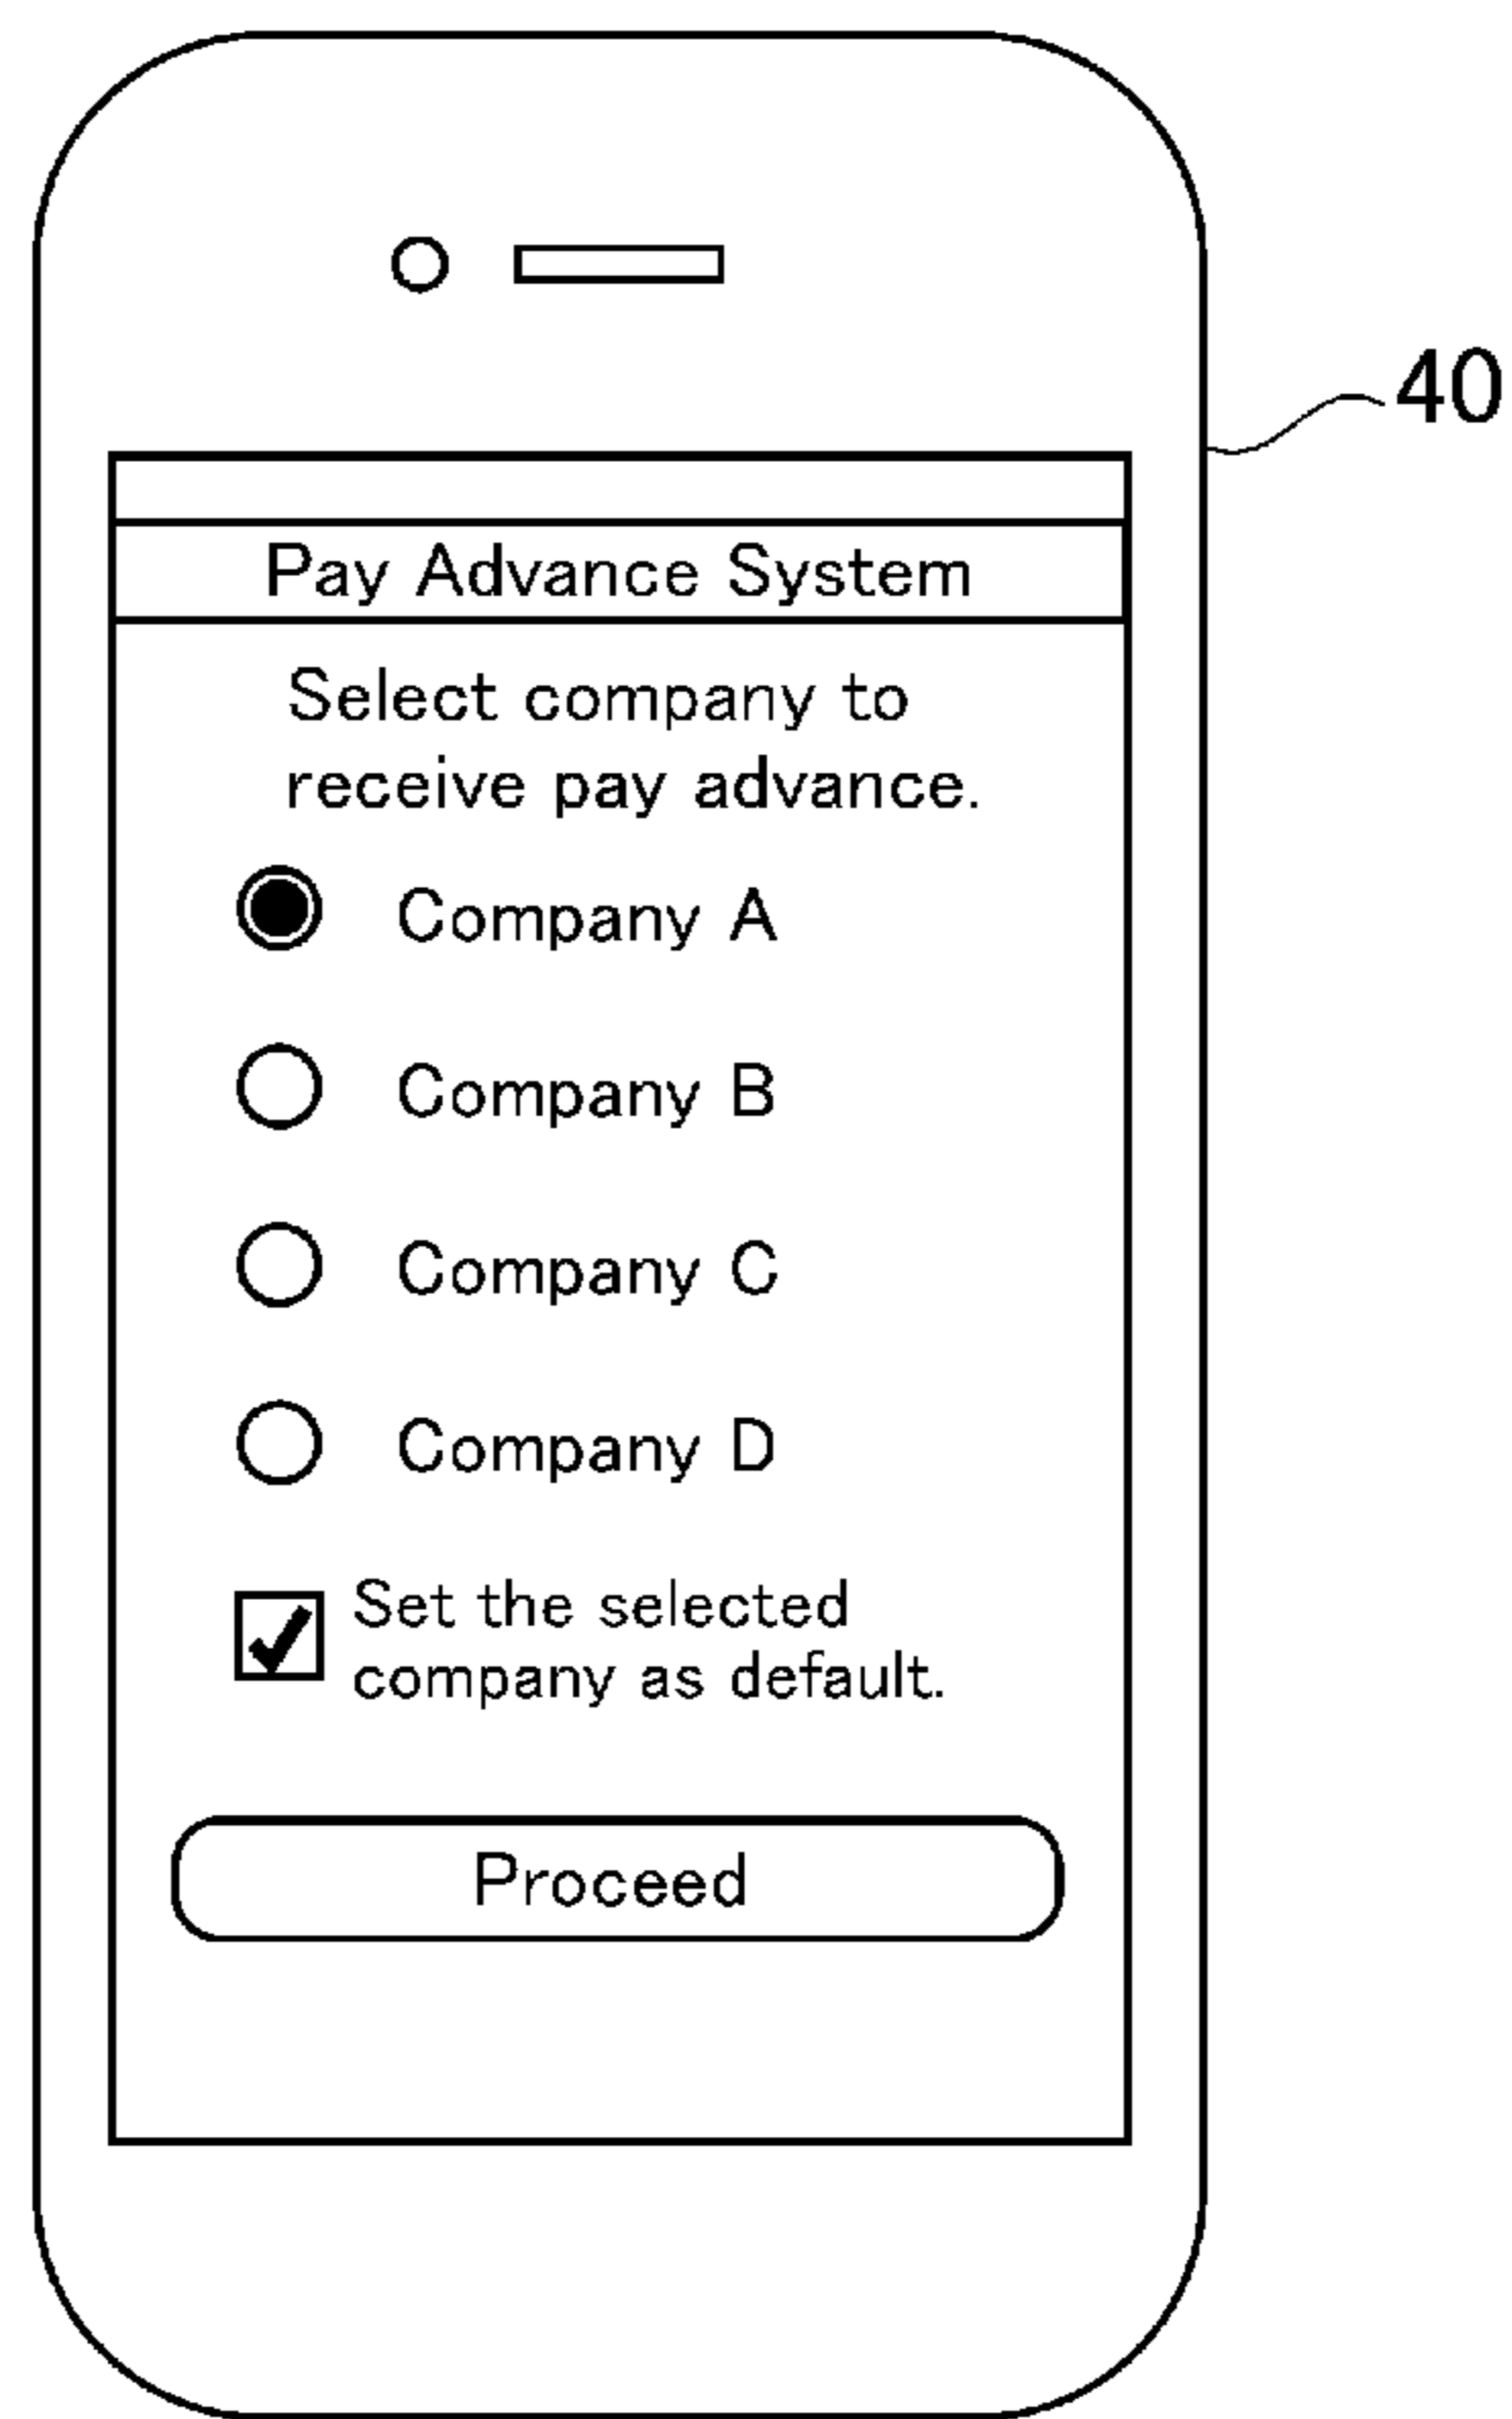 40
Pay Advance System
Select company to
receive pay advance.
Company A
Company B
Company C
Company D
Set the selected
company as default.
Proceed